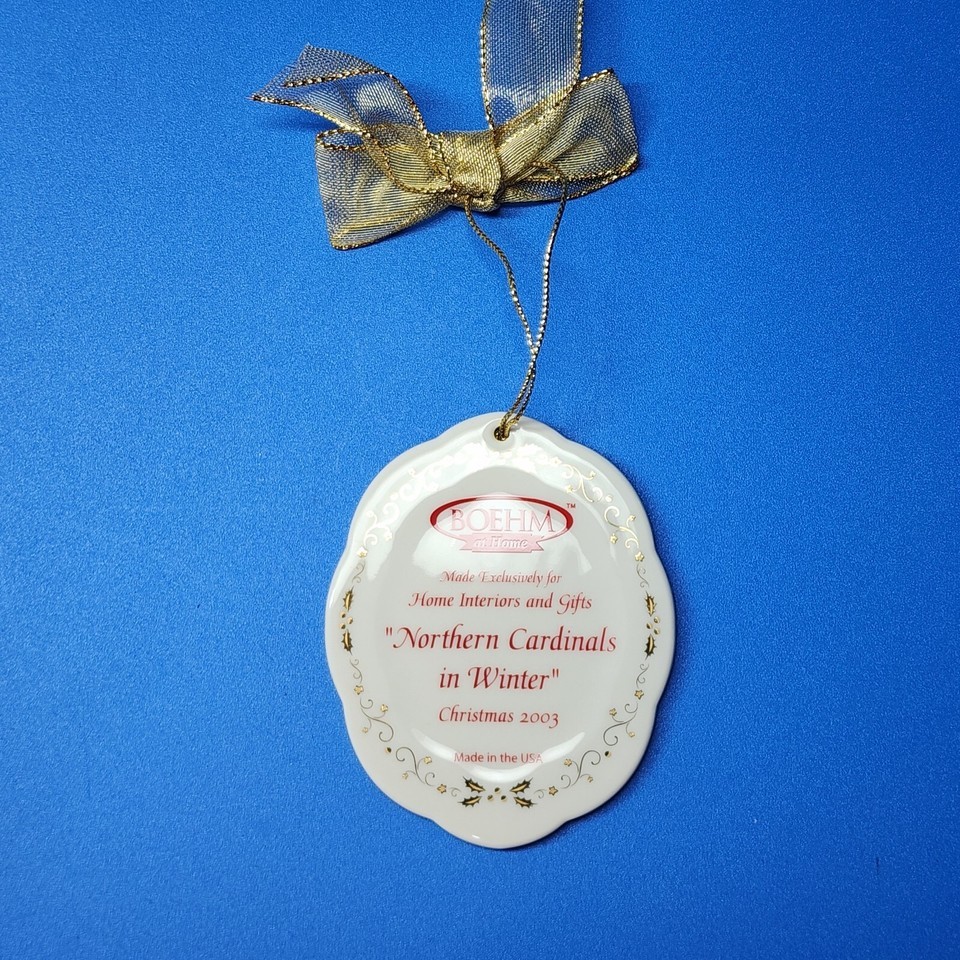 BOEHM™
at Home
Made Exclusively for
Home Interiors and Gifts
"Northern Cardinals
in Winter"
Christmas 2003
Made in the USA